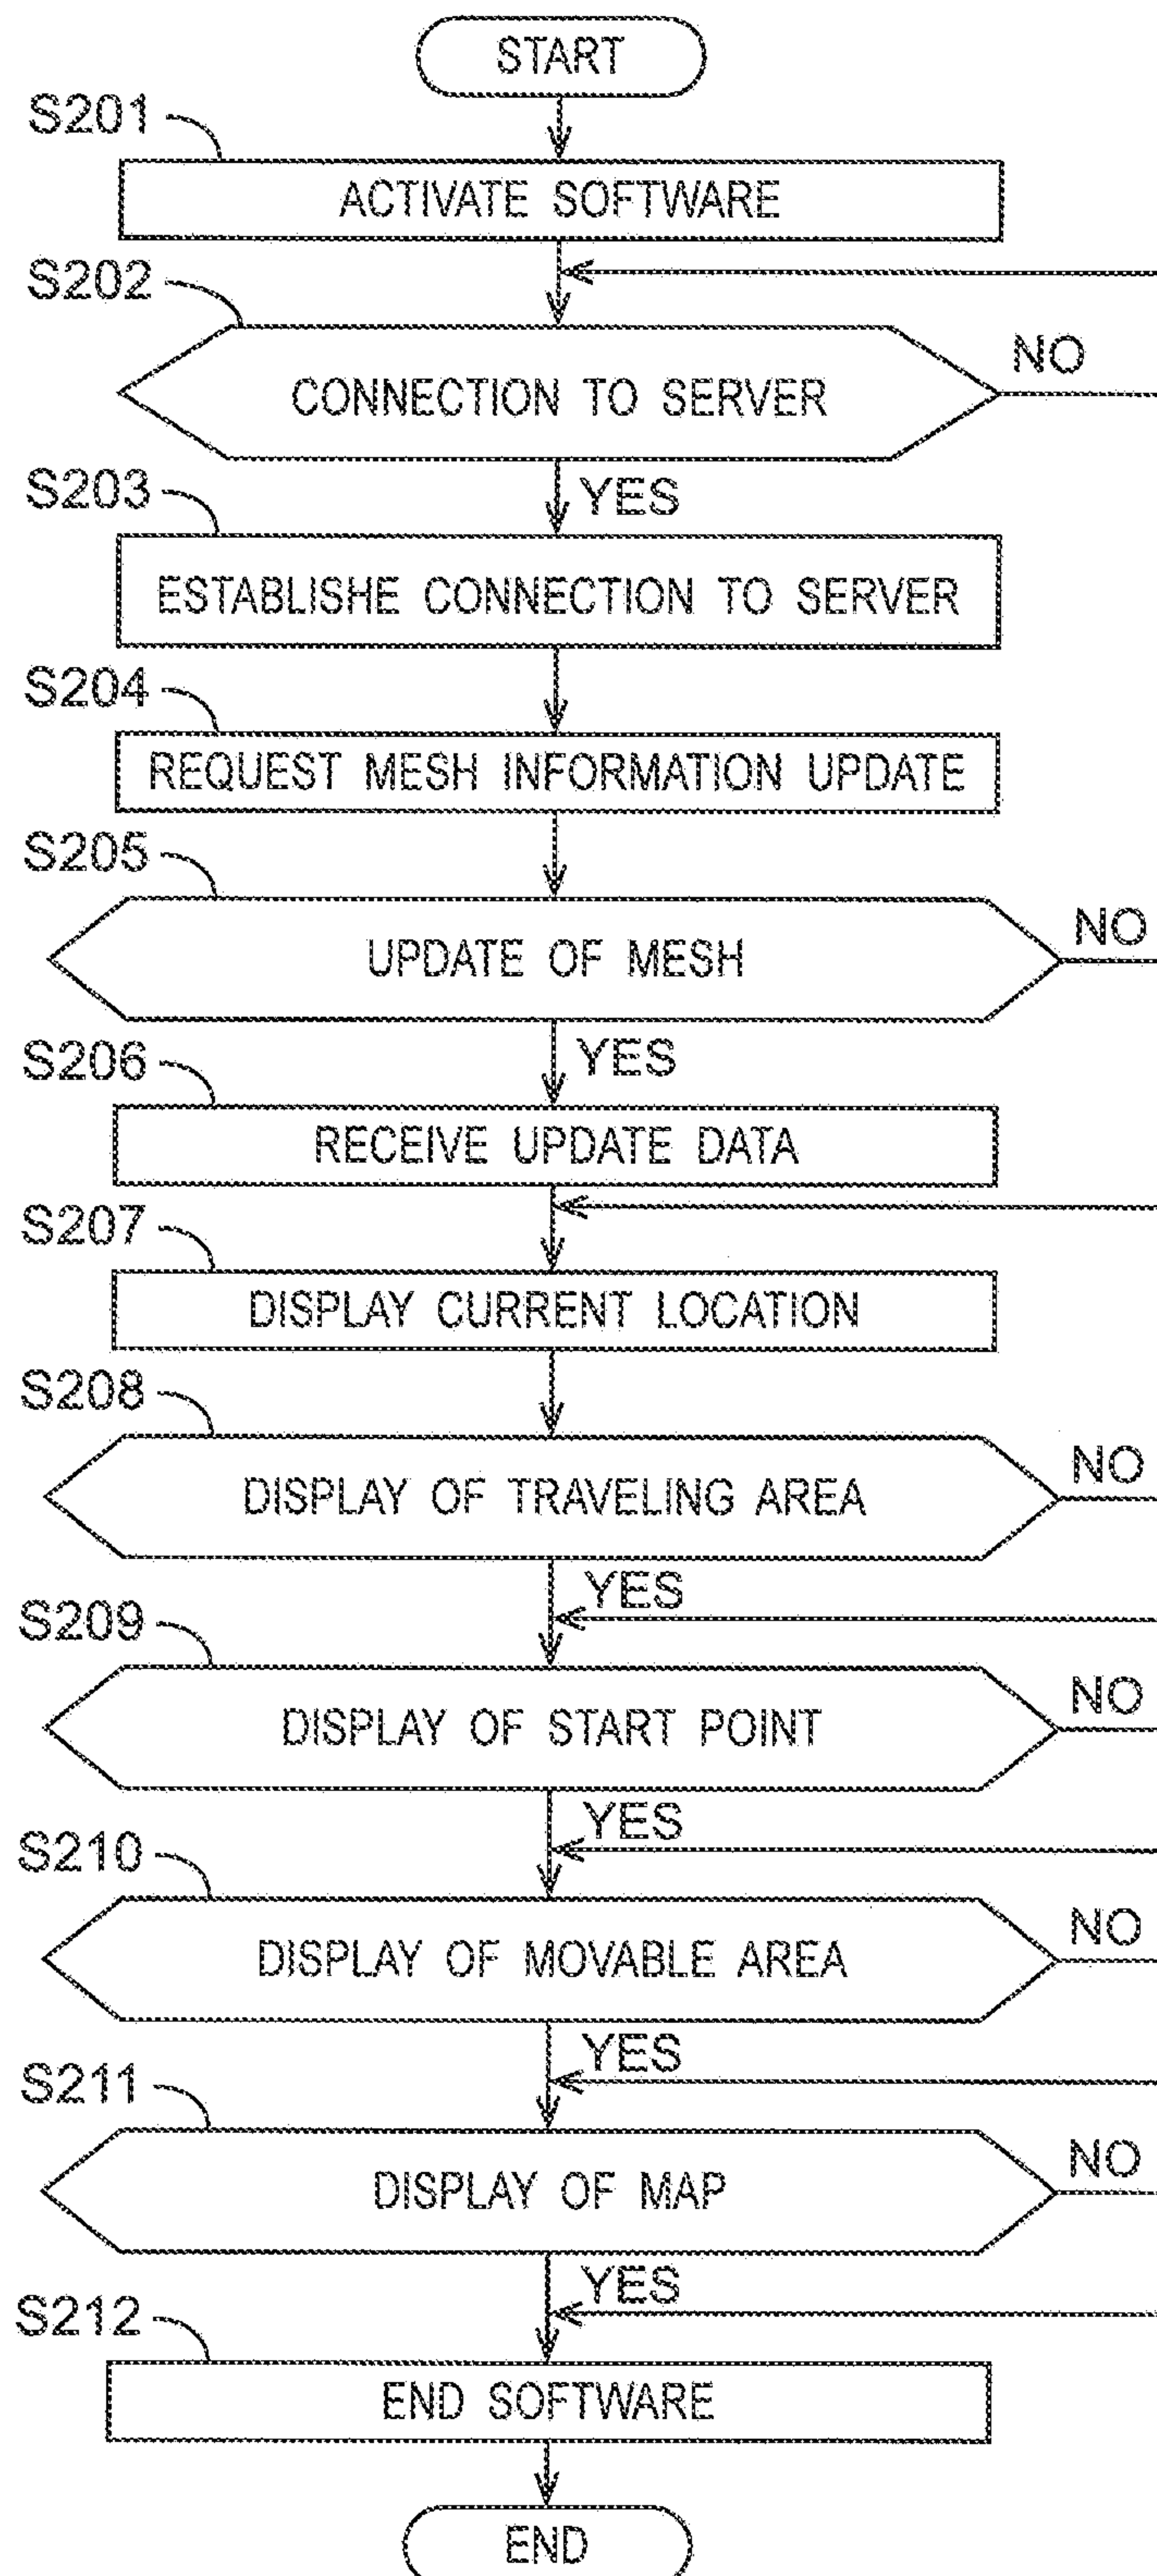 START
S201
ACTIVATE SOFTWARE
S202
CONNECTION TO SERVER
NO
YES
S203
ESTABLISHE CONNECTION TO SERVER
S204
REQUEST MESH INFORMATION UPDATE
S205
UPDATE OF MESH
NO
YES
S206
RECEIVE UPDATE DATA
S207
DISPLAY CURRENT LOCATION
S208
DISPLAY OF TRAVELING AREA
NO
YES
S209
DISPLAY OF START POINT
NO
YES
S210
DISPLAY OF MOVABLE AREA
NO
YES
S211
DISPLAY OF MAP
NO
YES
S212
END SOFTWARE
END